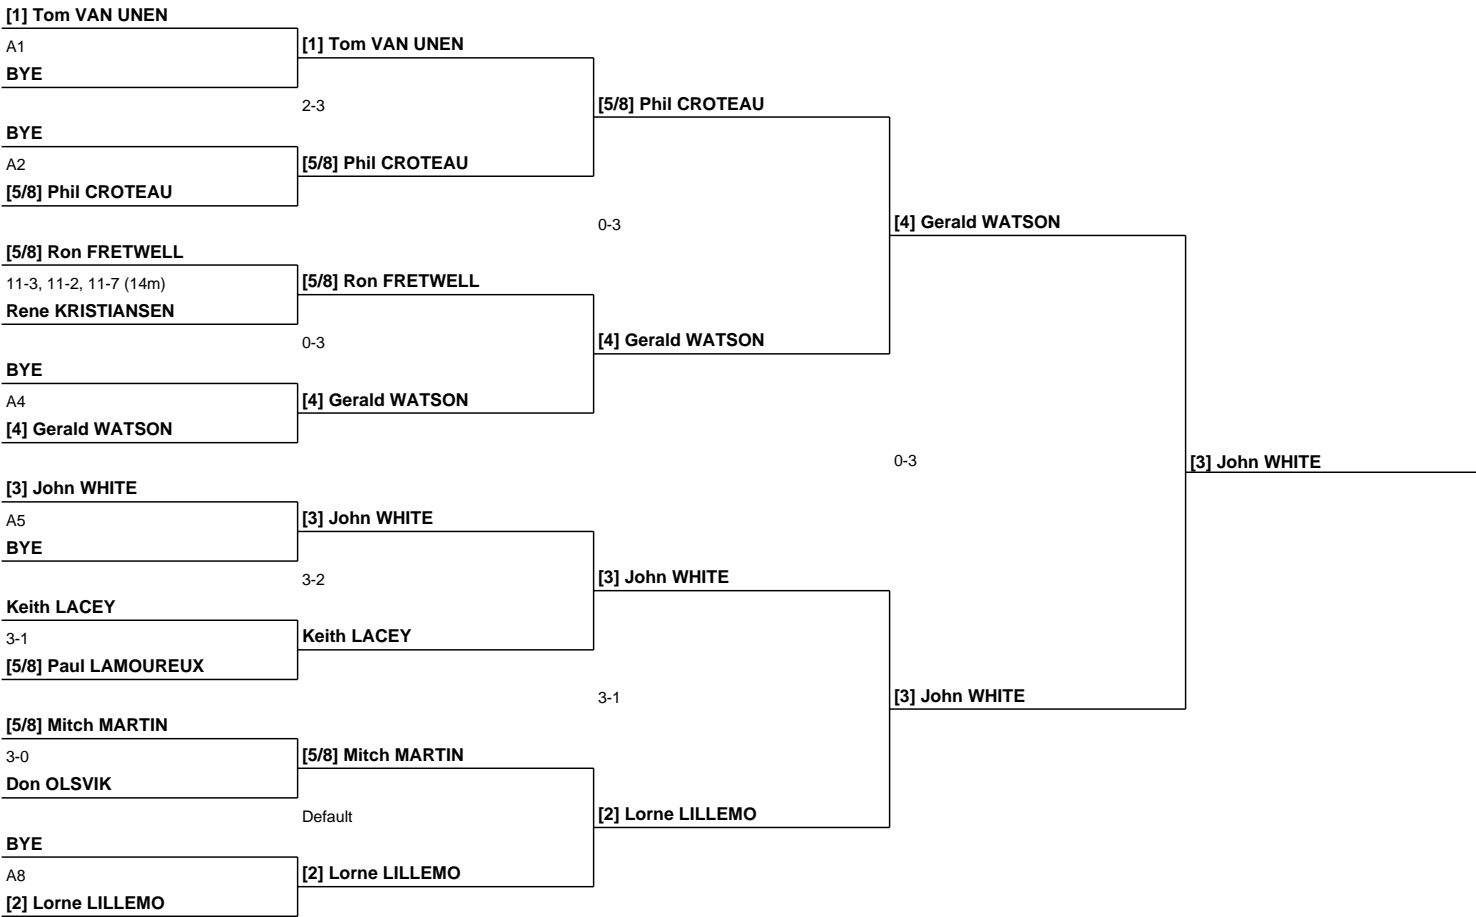 [1] Tom VAN UNEN
A1
BYE
BYE
A2
[5/8] Phil CROTEAU
[5/8] Ron FRETWELL
11-3, 11-2, 11-7 (14m)
Rene KRISTIANSEN
BYE
A4
[4] Gerald WATSON
[3] John WHITE
A5
BYE
Keith LACEY
3-1
[5/8] Paul LAMOUREUX
[5/8] Mitch MARTIN
3-0
Don OLSVIK
BYE
A8
[2] Lorne LILLEMO
[1] Tom VAN UNEN
2-3
[5/8] Phil CROTEAU
[5/8] Ron FRETWELL
0-3
[4] Gerald WATSON
[3] John WHITE
3-2
Keith LACEY
[5/8] Mitch MARTIN
Default
[2] Lorne LILLEMO
[5/8] Phil CROTEAU
0-3
[4] Gerald WATSON
[3] John WHITE
3-1
[2] Lorne LILLEMO
[4] Gerald WATSON
0-3
[3] John WHITE
[3] John WHITE